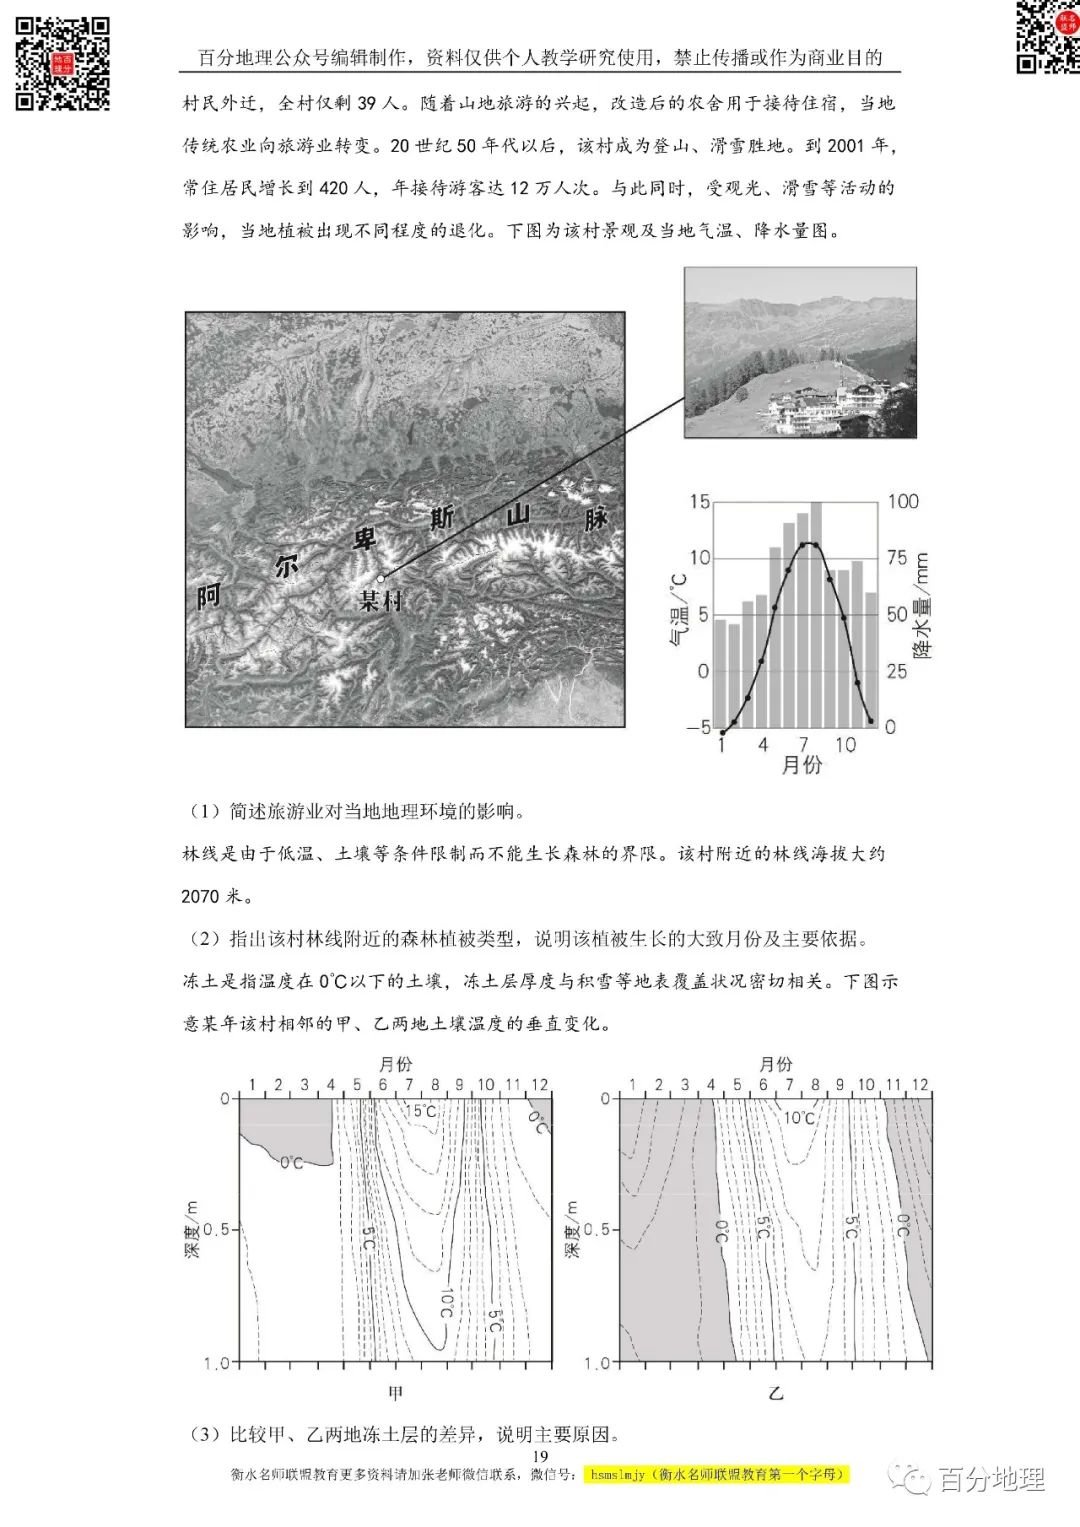 百分地理公众号编辑制作，资料仅供个人教学研究使用，禁止传播或作为商业目的
村民外迁，全村仅剩 39 人。随着山地旅游的兴起，改造后的农舍用于接待住宿，当地
传统农业向旅游业转变。20 世纪 50 年代以后，该村成为登山、滑雪胜地。到 2001 年，
常住居民增长到 420 人，年接待游客达 12 万人次。与此同时，受观光、滑雪等活动的
影响，当地植被出现不同程度的退化。下图为该村景观及当地气温、降水量图。
阿尔卑斯山脉
某村
15 100
10 75
5 50
0 25
-5 0
气温/℃
降水量/mm
1 4 7 10
月份
（1）简述旅游业对当地地理环境的影响。
林线是由于低温、土壤等条件限制而不能生长森林的界限。该村附近的林线海拔大约
2070 米。
（2）指出该村林线附近的森林植被类型，说明该植被生长的大致月份及主要依据。
冻土是指温度在 0℃以下的土壤，冻土层厚度与积雪等地表覆盖状况密切相关。下图示
意某年该村相邻的甲、乙两地土壤温度的垂直变化。
月份
1 2 3 4 5 6 7 8 9 10 11 12
0
15℃
0℃
0℃
深度/m
0.5
5℃
10℃
5℃
1.0
甲
月份
1 2 3 4 5 6 7 8 9 10 11 12
0
10℃
深度/m
0.5
0℃
5℃
5℃
0℃
1.0
乙
（3）比较甲、乙两地冻土层的差异，说明主要原因。
19
衡水名师联盟教育更多资料请加张老师微信联系，微信号： hsmslmjy（衡水名师联盟教育第一个字母）
百分地理